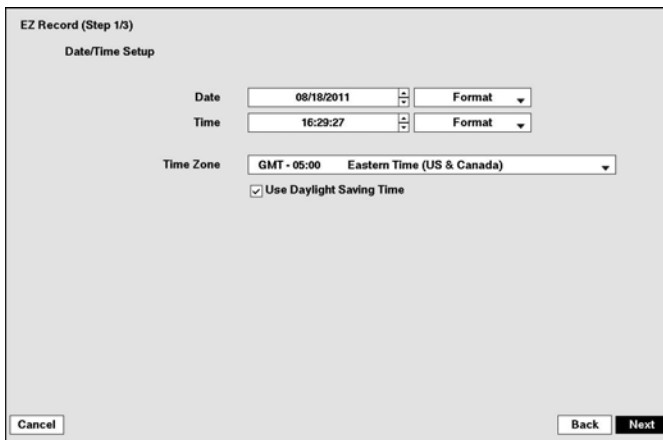 EZ Record (Step 1/3)
Date/Time Setup
Date 08/18/2011 Format
Time 16:29:27 Format
Time Zone GMT - 05:00 Eastern Time (US & Canada)
Use Daylight Saving Time
Cancel Back Next